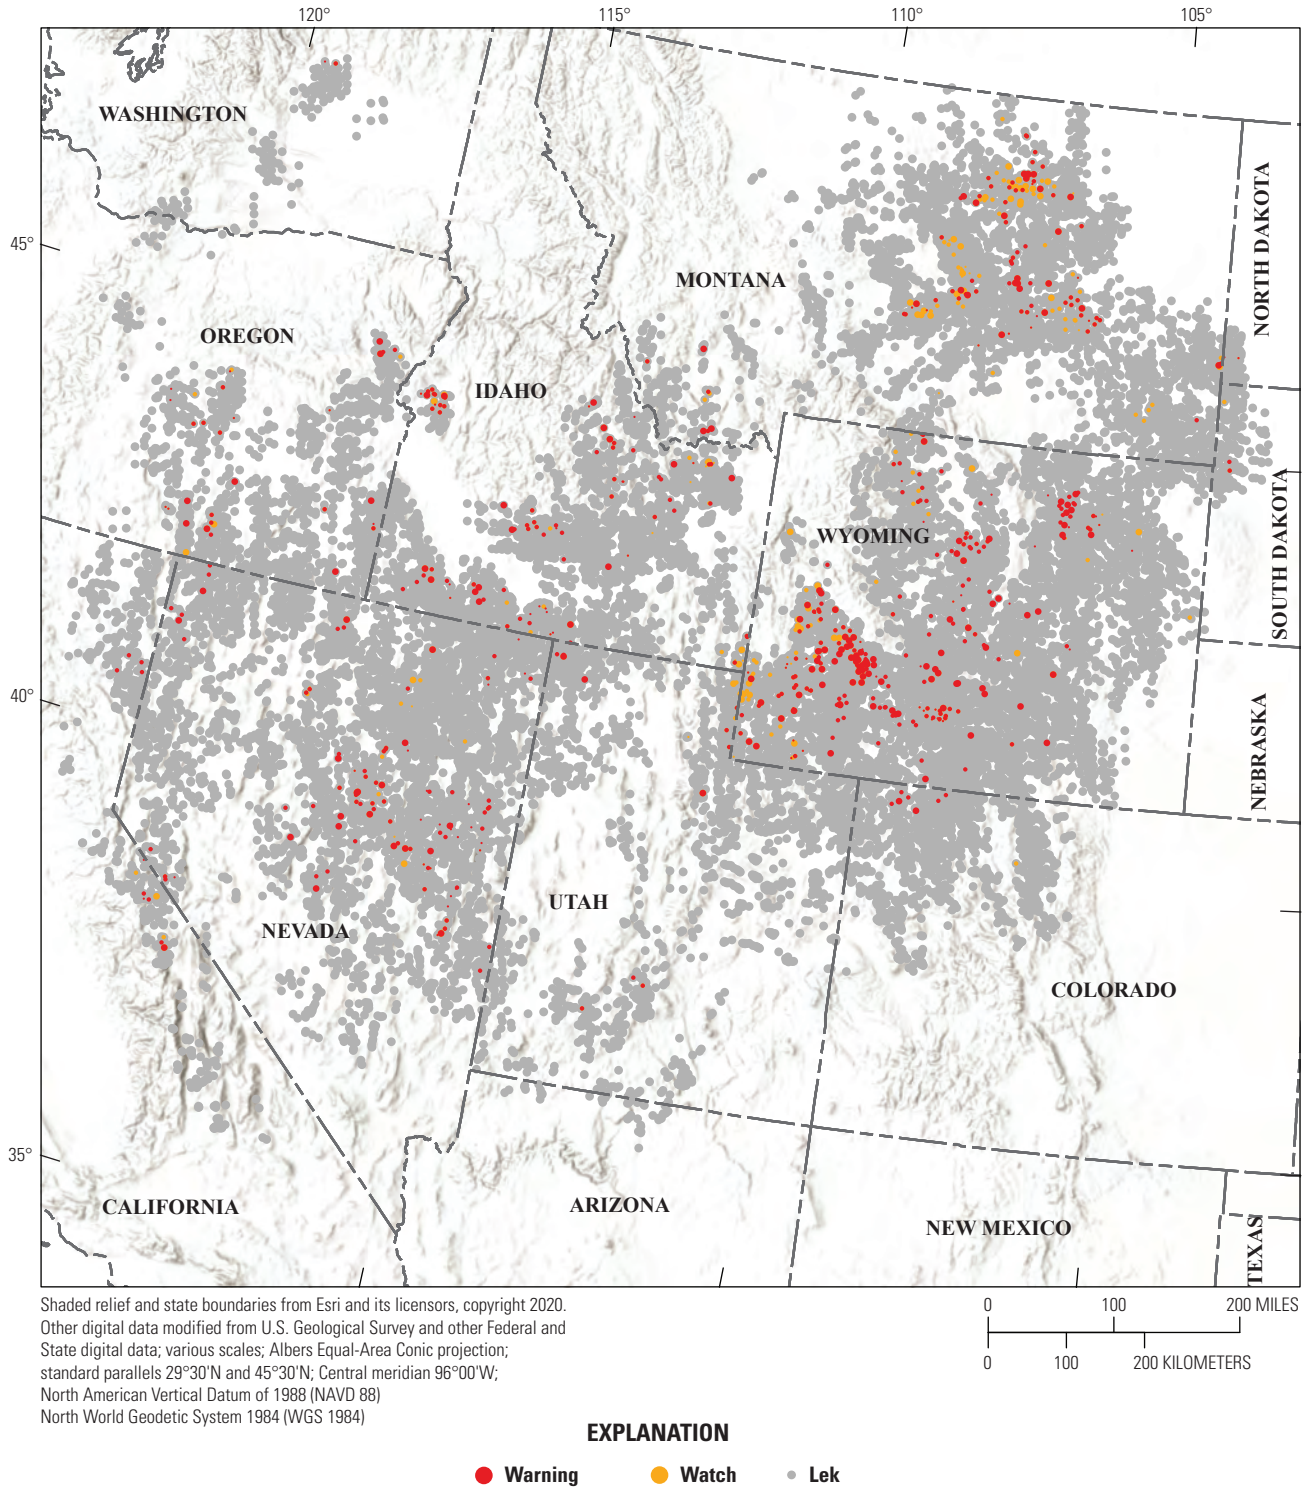 120°
115°
110°
105°
WASHINGTON
NORTH DAKOTA
45°
MONTANA
OREGON
IDAHO
SOUTH DAKOTA
WYOMING
40°
NEBRASKA
UTAH
NEVADA
COLORADO
35°
CALIFORNIA
ARIZONA
NEW MEXICO
TEXAS
Shaded relief and state boundaries from Esri and its licensors, copyright 2020.
Other digital data modified from U.S. Geological Survey and other Federal and
State digital data; various scales; Albers Equal-Area Conic projection;
standard parallels 29°30'N and 45°30'N; Central meridian 96°00'W;
North American Vertical Datum of 1988 (NAVD 88)
North World Geodetic System 1984 (WGS 1984)
0 100 200 MILES
0 100 200 KILOMETERS
EXPLANATION
Warning Watch Lek